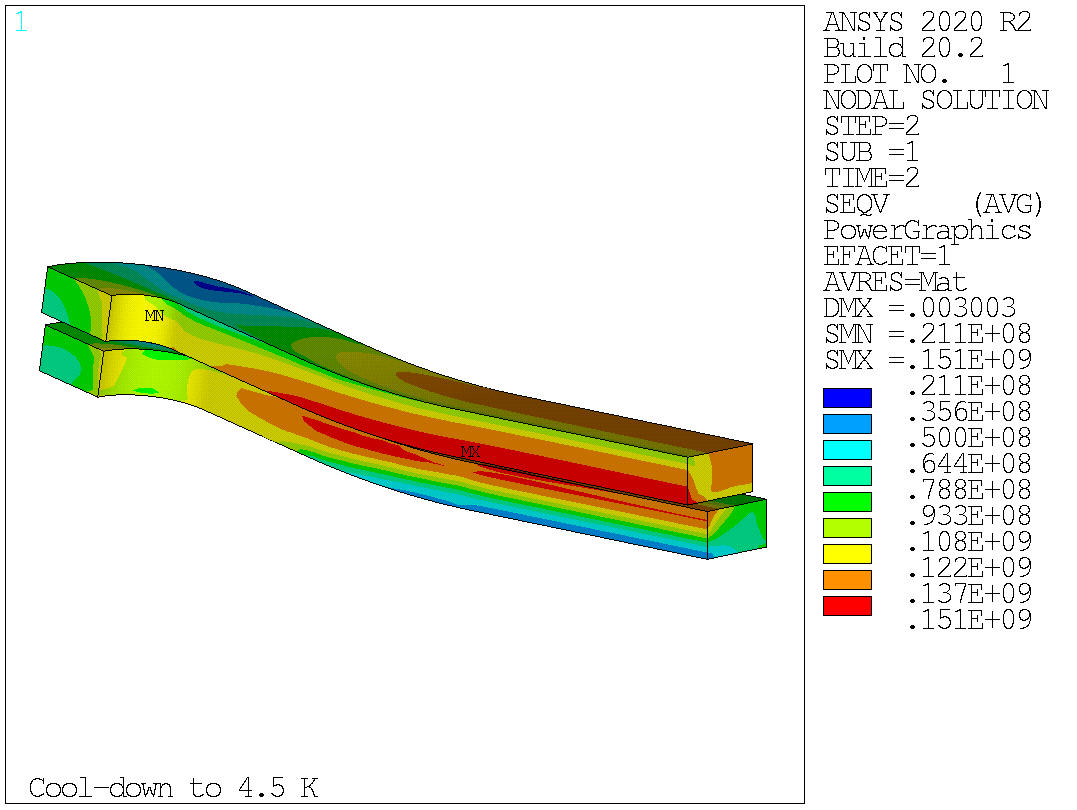 1
ANSYS 2020 R2
Build 20.2
PLOT NO.   1
NODAL SOLUTION
STEP=2
SUB =1
TIME=2
SEQV     (AVG)
PowerGraphics
EFACET=1
AVRES=Mat
DMX =.003003
SMN =.211E+08
SMX =.151E+09
.211E+08
.356E+08
.500E+08
.644E+08
.788E+08
.933E+08
.108E+09
.122E+09
.137E+09
.151E+09
MN
MX
Cool-down to 4.5 K